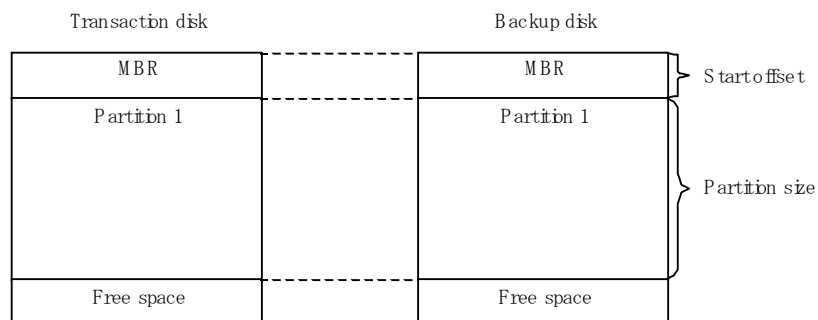 Transaction disk
Backup disk
MBR
MBR
Start offset
Partition 1
Partition 1
Partition size
Free space
Free space